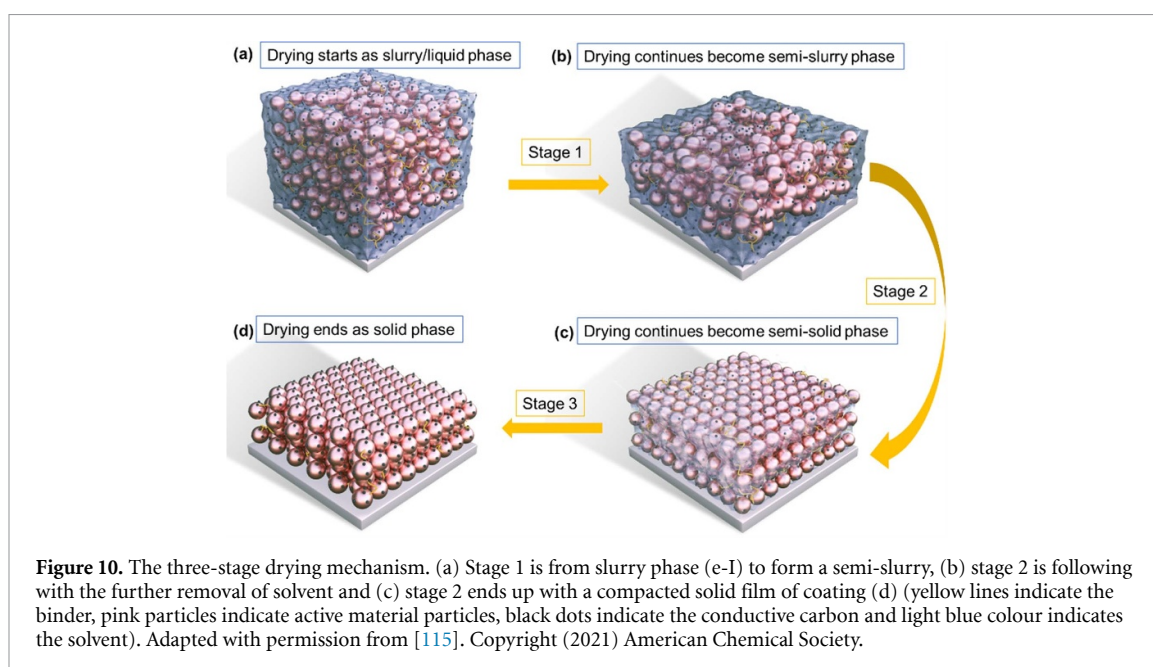 (a) Drying starts as slurry/liquid phase
(b) Drying continues become semi-slurry phase
Stage 1
Stage 2
(d) Drying ends as solid phase
(c) Drying continues become semi-solid phase
Stage 3
Figure 10. The three-stage drying mechanism. (a) Stage 1 is from slurry phase (e-I) to form a semi-slurry, (b) stage 2 is following
with the further removal of solvent and (c) stage 2 ends up with a compacted solid film of coating (d) (yellow lines indicate the
binder, pink particles indicate active material particles, black dots indicate the conductive carbon and light blue colour indicates
the solvent). Adapted with permission from [115]. Copyright (2021) American Chemical Society.